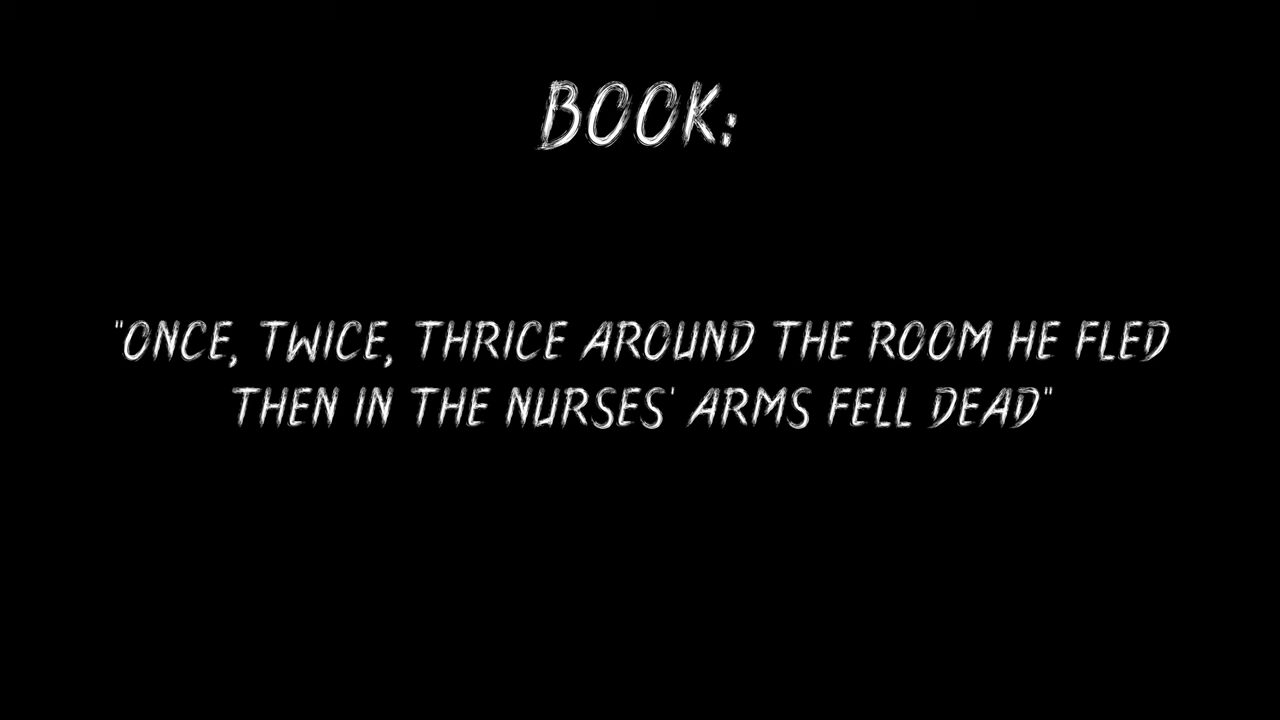 BOOK:
"ONCE, TWICE, THRICE AROUND THE ROOM HE FLED
THEN IN THE NURSES' ARMS FELL DEAD"